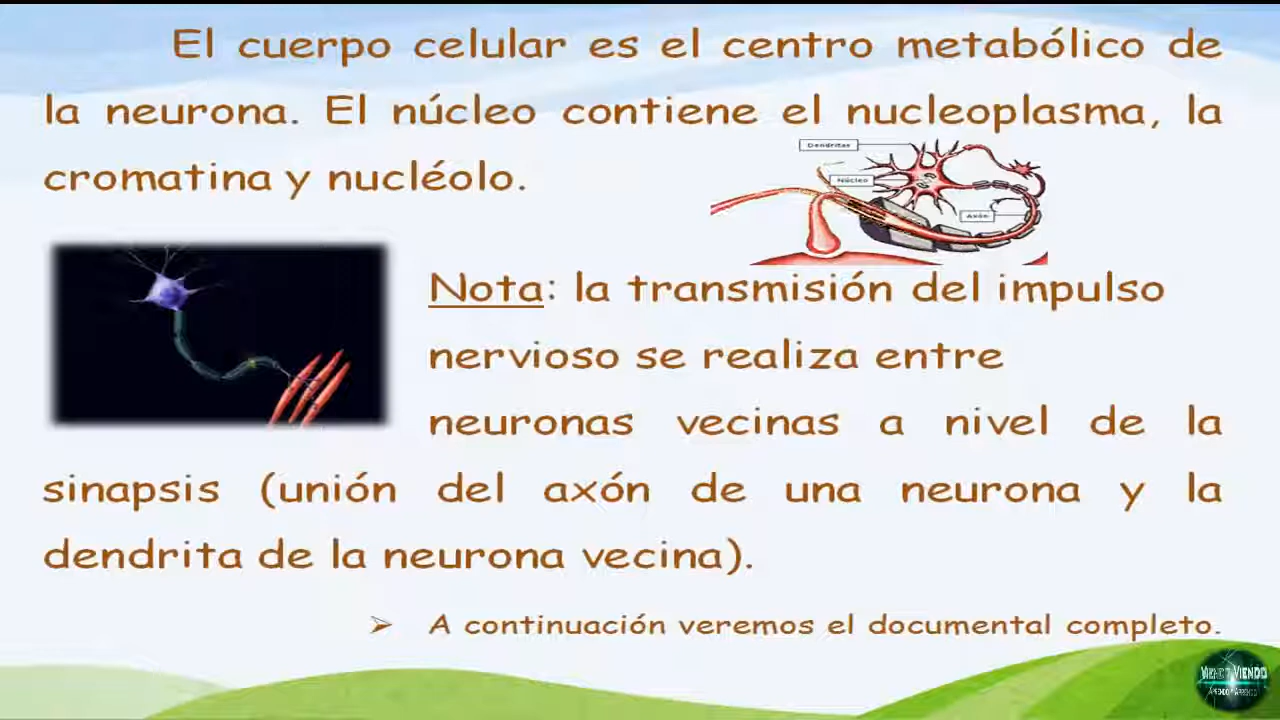 El cuerpo celular es el centro metabólico de
la neurona. El núcleo contiene el nucleoplasma, la
cromatina y nucléolo.
Dendritas
Núcleo
Axón
Nota: la transmisión del impulso
nervioso se realiza entre
neuronas vecinas a nivel de la
sinapsis (unión del axón de una neurona y la
dendrita de la neurona vecina).
➢ A continuación veremos el documental completo.
VIENDO